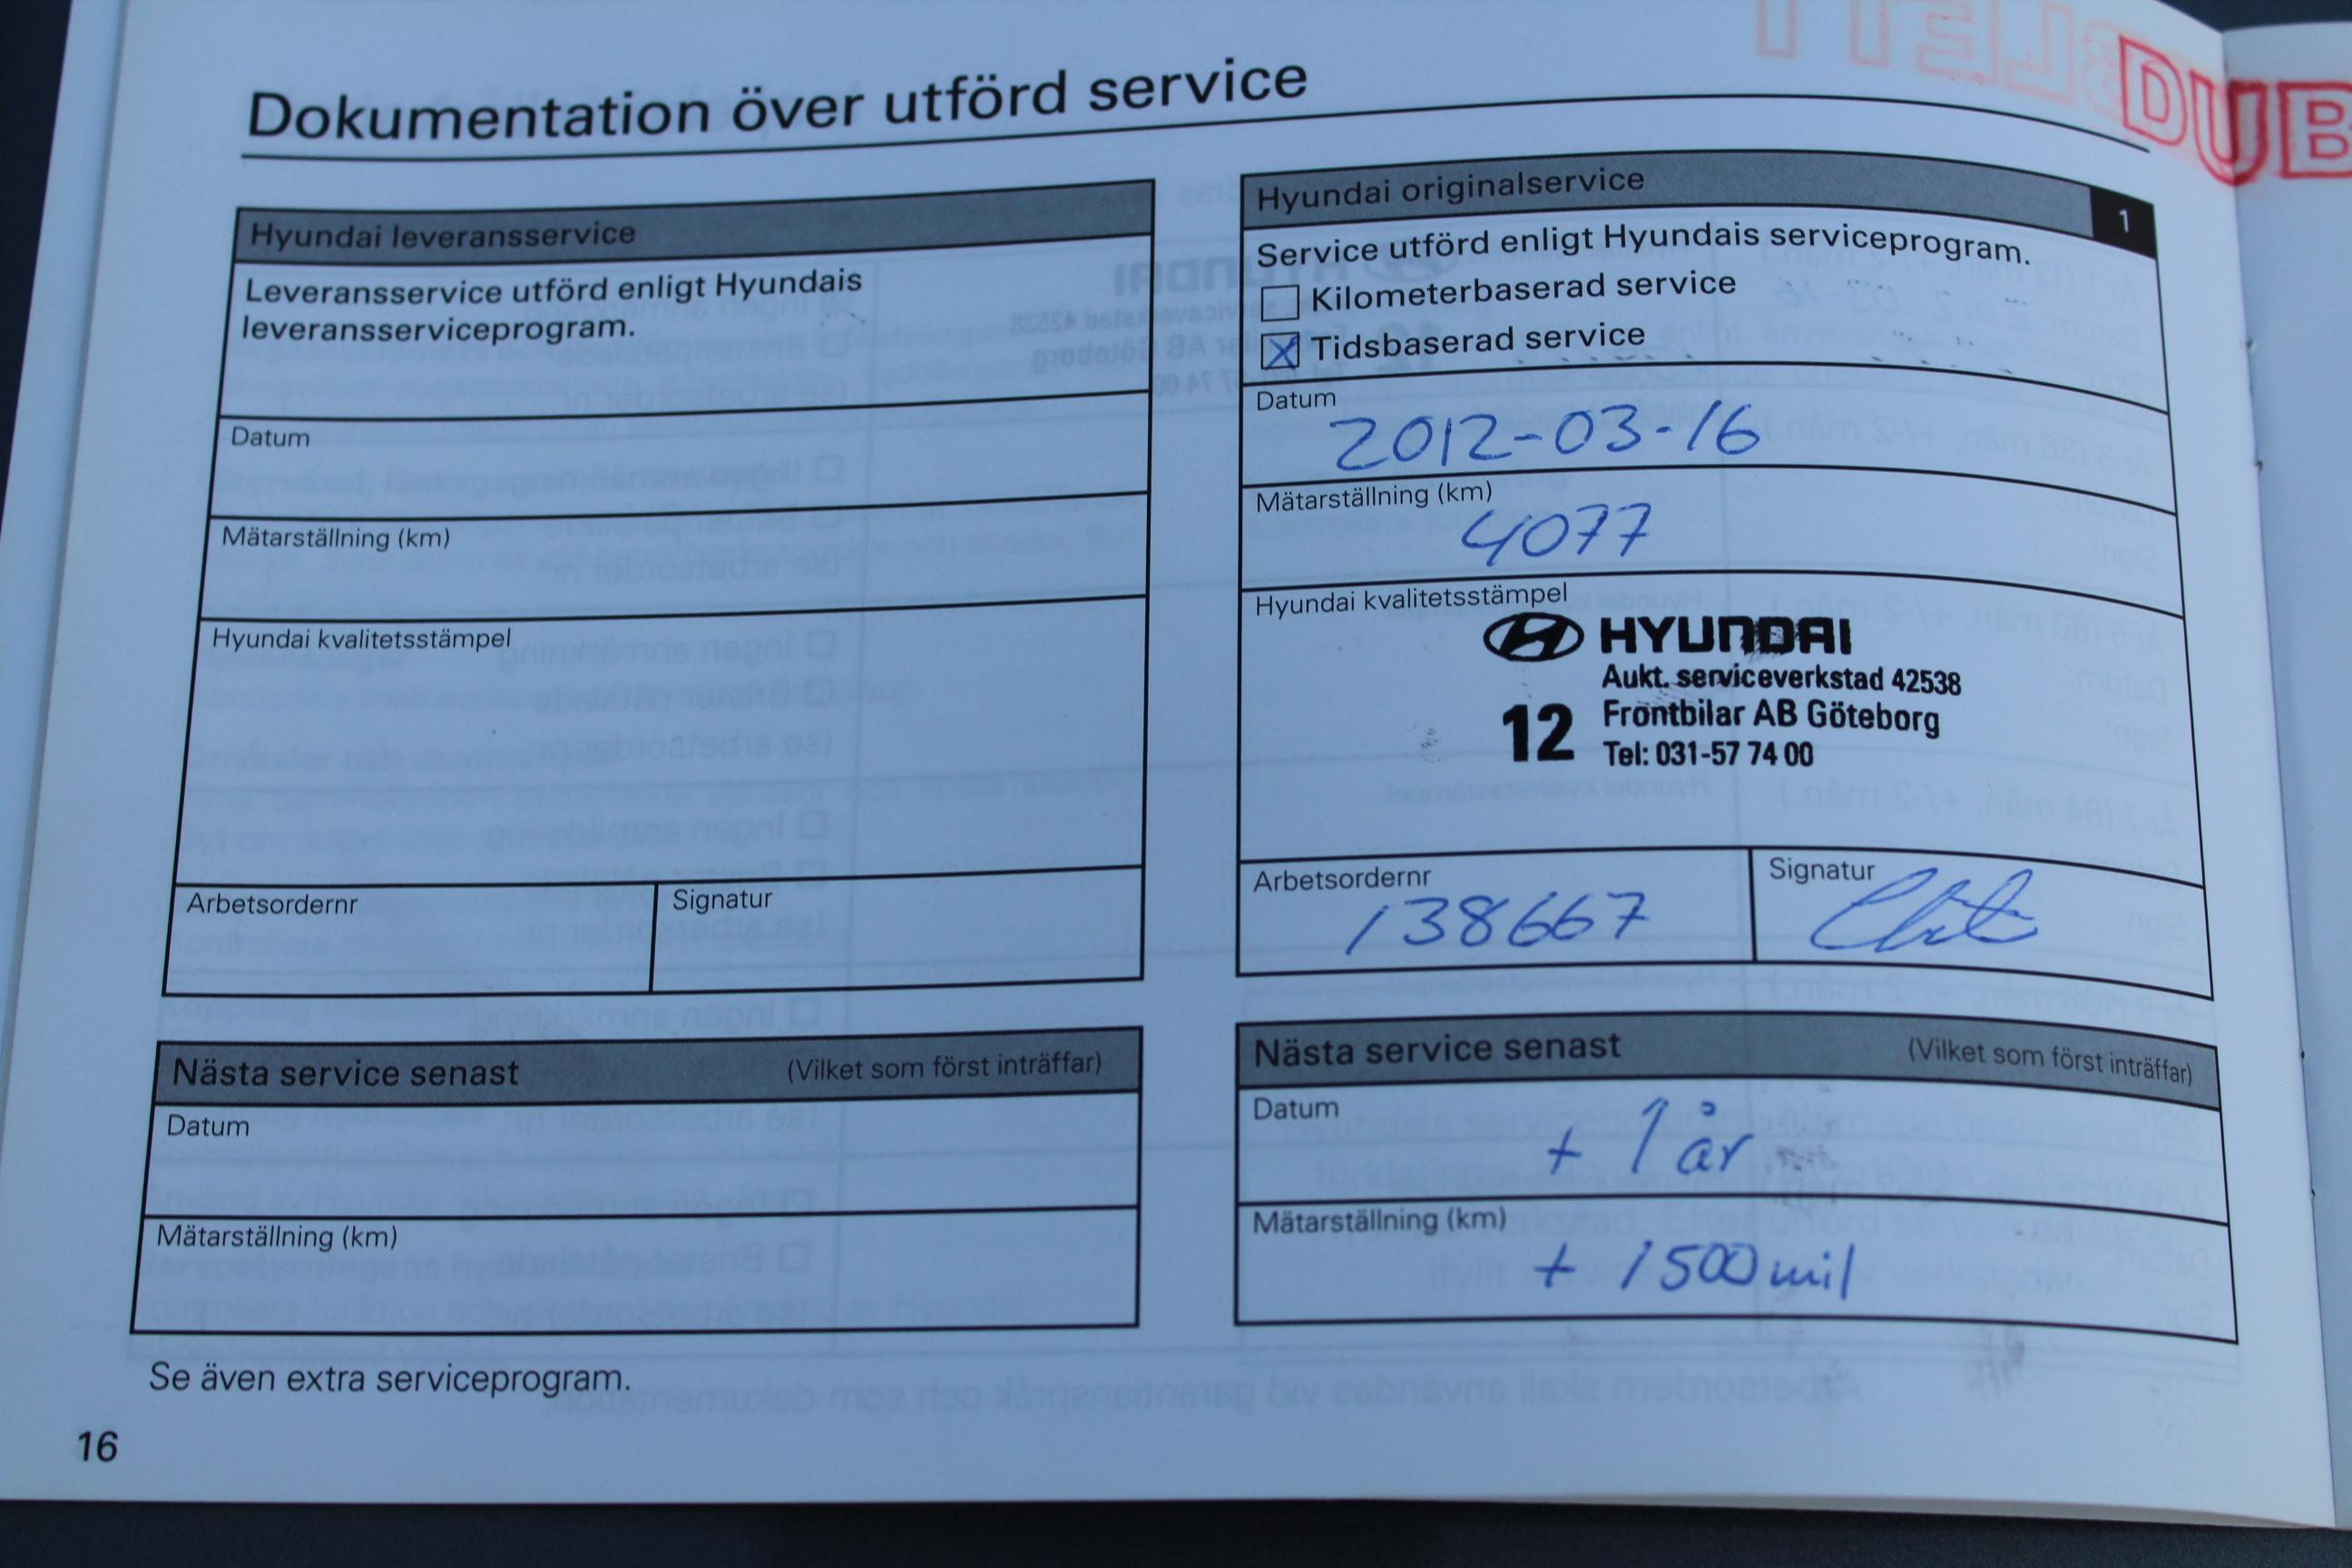 Dokumentation över utförd service
DUB
Hyundai leveransservice
Leveransservice utförd enligt Hyundais
leveransserviceprogram.
Datum
Mätarställning (km)
Hyundai kvalitetsstämpel
Arbetsordernr
Signatur
Nästa service senast (Vilket som först inträffar)
Datum
Mätarställning (km)
Se även extra serviceprogram.
16
Hyundai originalservice 1
Service utförd enligt Hyundais serviceprogram.
Kilometerbaserad service
X Tidsbaserad service
Datum
2012-03-16
Mätarställning (km)
4077
Hyundai kvalitetsstämpel
HYUNDAI
Aukt. serviceverkstad 42538
12 Frontbilar AB Göteborg
Tel: 031-57 74 00
Arbetsordernr
138667
Signatur
Nästa service senast (Vilket som först inträffar)
Datum
+ 1 år
Mätarställning (km)
+ 1500 mil